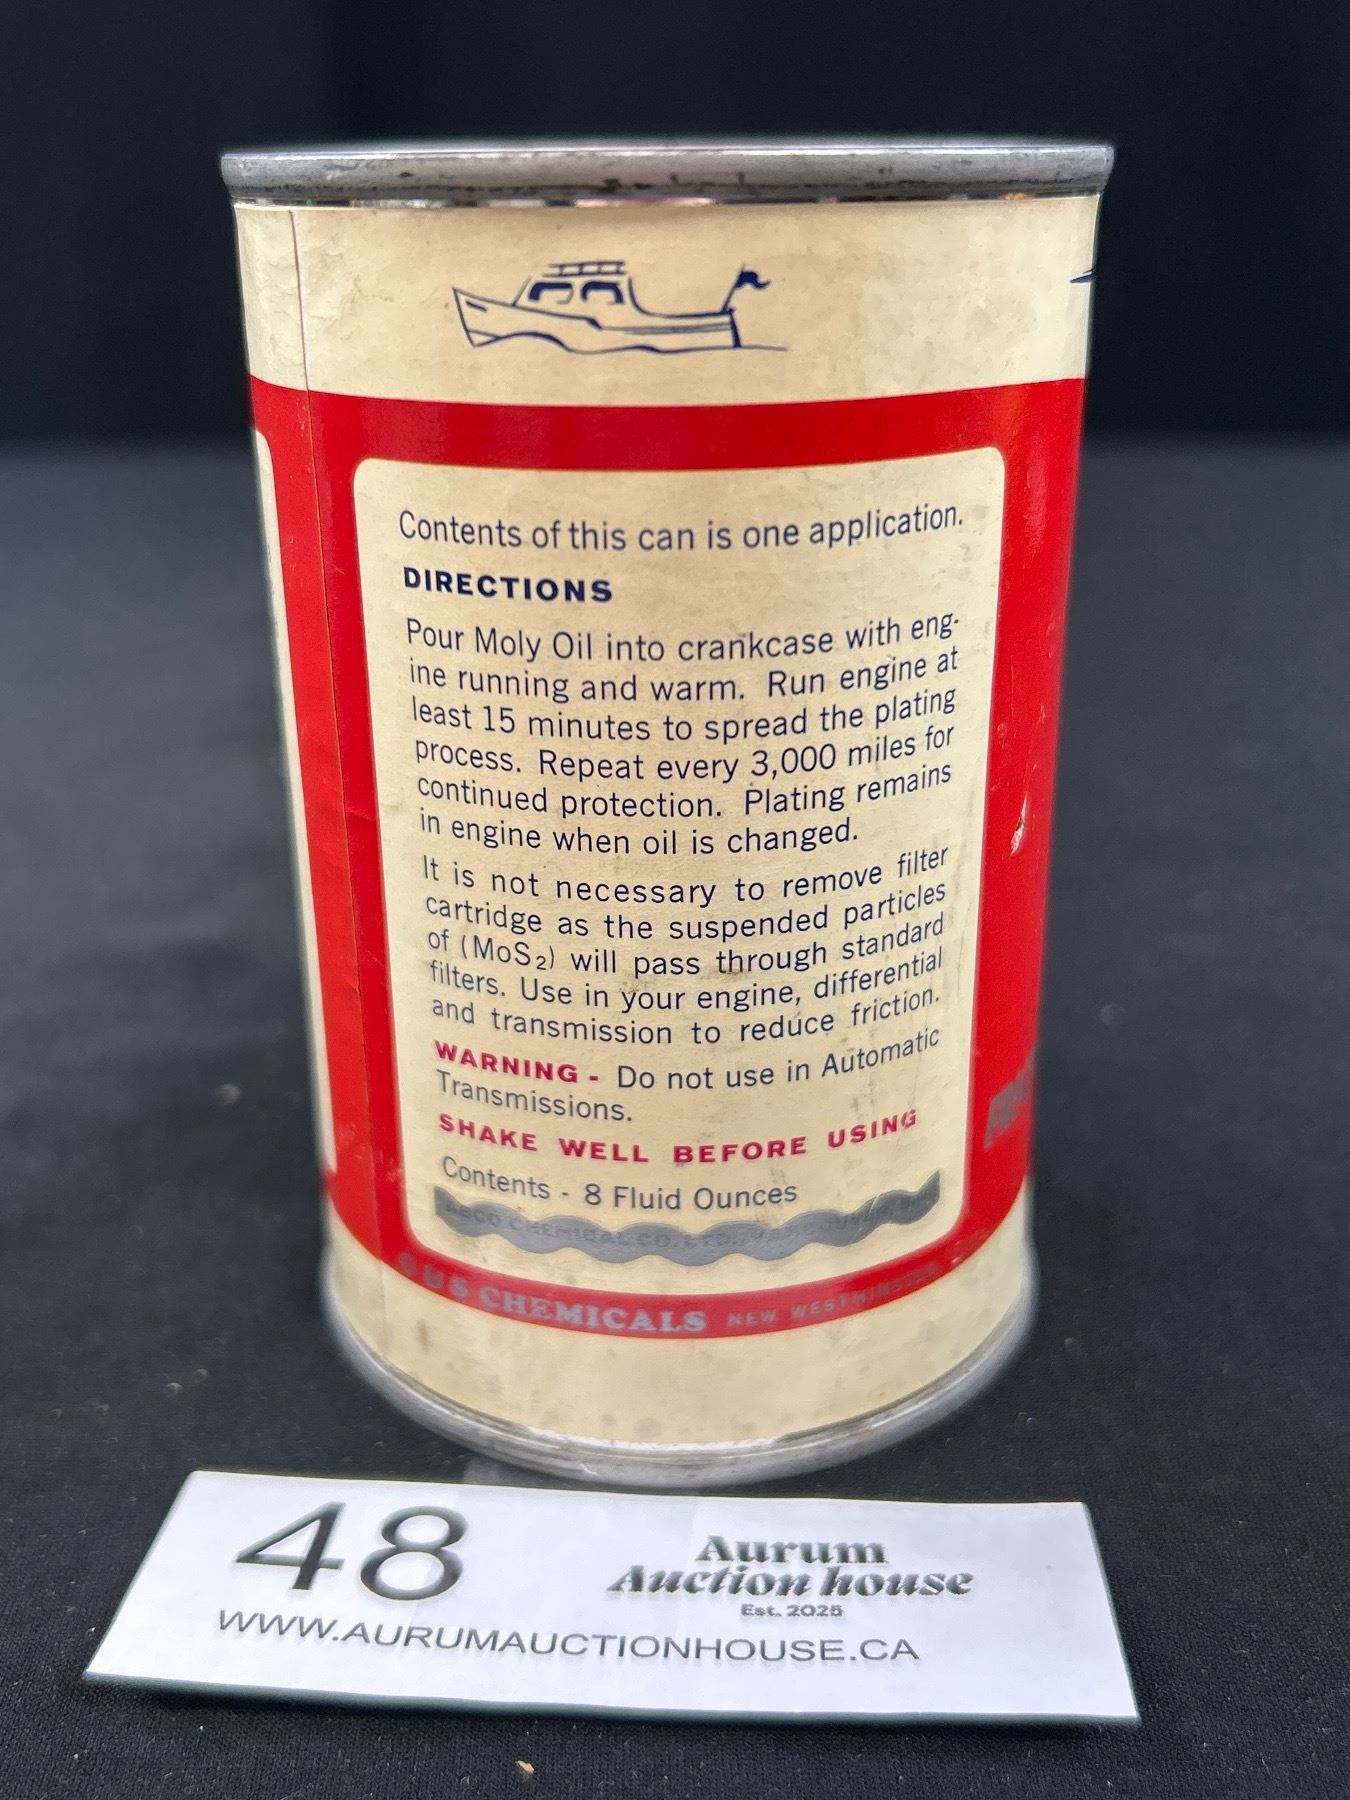 Contents of this can is one application.
DIRECTIONS
Pour Moly Oil into crankcase with eng-
ine running and warm. Run engine at
least 15 minutes to spread the plating
process. Repeat every 3,000 miles for
continued protection. Plating remains
in engine when oil is changed.
It is not necessary to remove filter
cartridge as the suspended particles
of (MoS₂) will pass through standard
filters. Use in your engine, differential
and transmission to reduce friction.
WARNING - Do not use in Automatic
Transmissions.
SHAKE WELL BEFORE USING
Contents - 8 Fluid Ounces
CHEMICAL CO. LTD., VANCOUVER,
CHEMICALS NEW WESTMINSTER
48
Aurum
Auction house
Est. 2025
WWW.AURUMAUCTIONHOUSE.CA